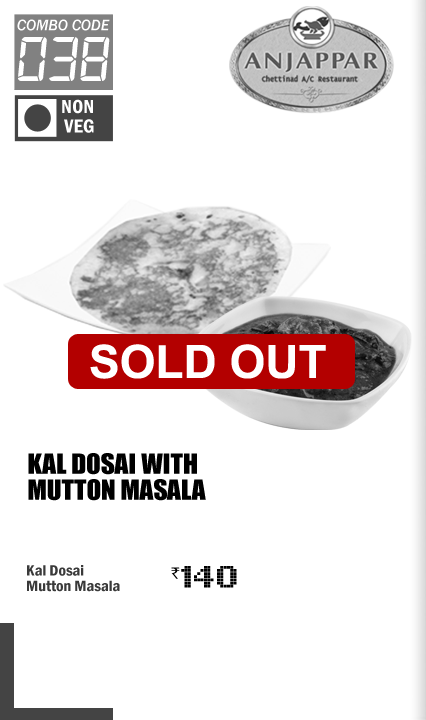 COMBO CODE
038
NON
VEG
ANJAPPAR
Chettinad A/C Restaurant
SOLD OUT
KAL DOSAI WITH
MUTTON MASALA
Kal Dosai
Mutton Masala
₹140